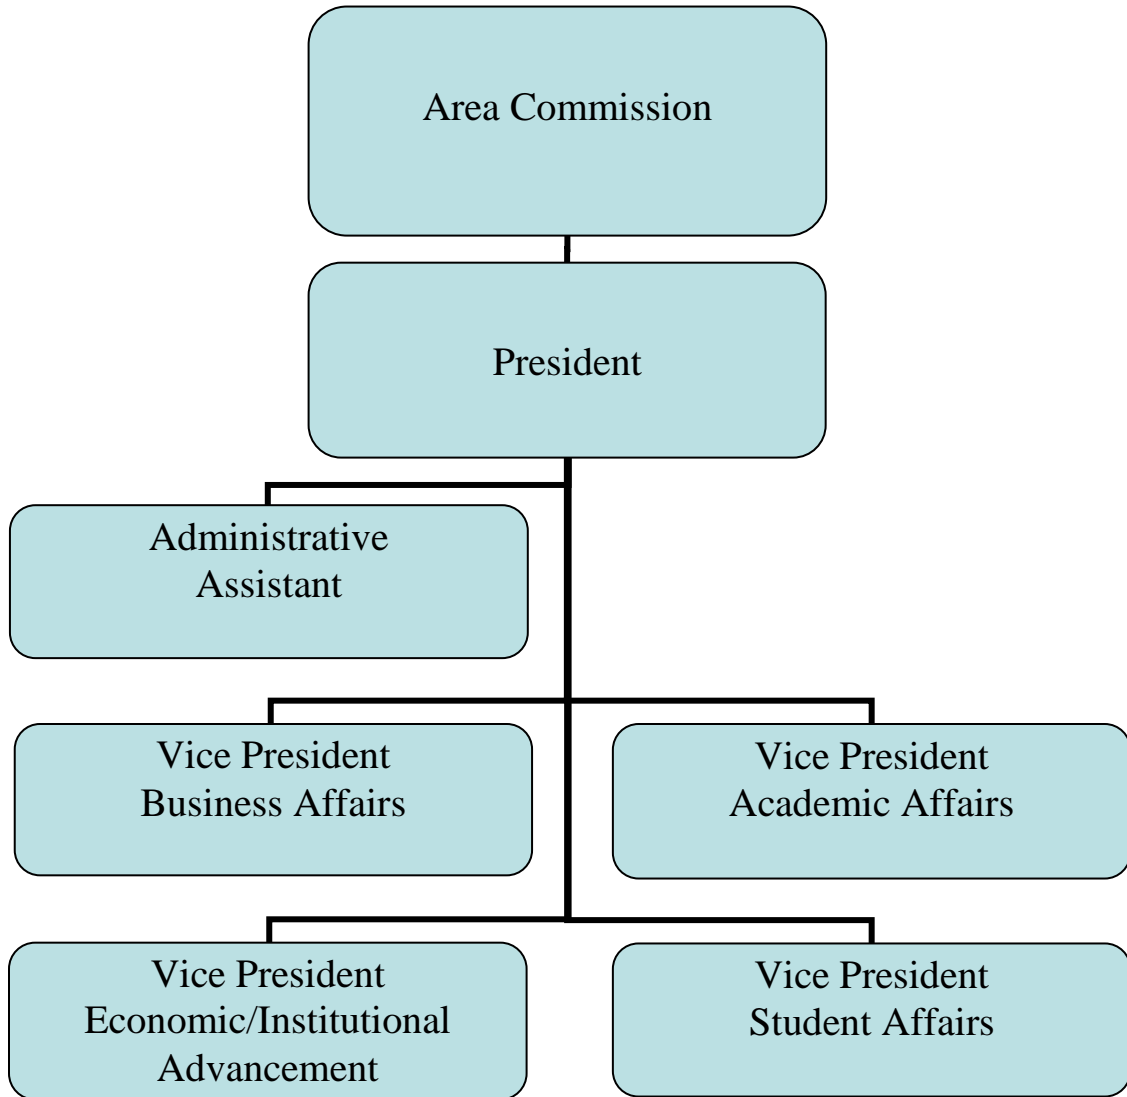 Area Commission
President
Administrative
Assistant
Vice President
Business Affairs
Vice President
Academic Affairs
Vice President
Economic/Institutional
Advancement
Vice President
Student Affairs